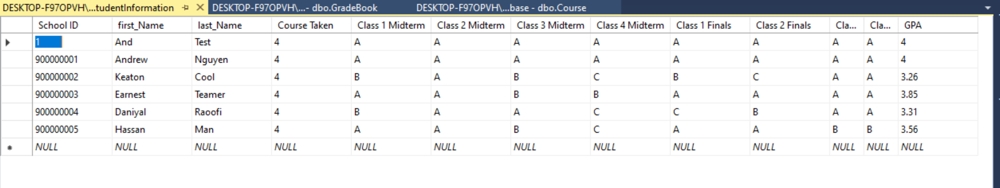 DESKTOP-F97OPVH\...tudentInformation DESKTOP-F97OPVH\...- dbo.GradeBook DESKTOP-F97OPVH\...base - dbo.Course
School ID first_Name last_Name Course Taken Class 1 Midterm Class 2 Midterm Class 3 Midterm Class 4 Midterm Class 1 Finals Class 2 Finals Cla... Cla... GPA
1 And Test 4 A A A A A A A A 4
900000001 Andrew Nguyen 4 A A A A A A A A 4
900000002 Keaton Cool 4 B A B C B C A A 3.26
900000003 Earnest Teamer 4 A A B B A A A A 3.85
900000004 Daniyal Raoofi 4 B A A C C B A A 3.31
900000005 Hassan Man 4 A A B C A A B B 3.56
NULL NULL NULL NULL NULL NULL NULL NULL NULL NULL NULL NULL NULL